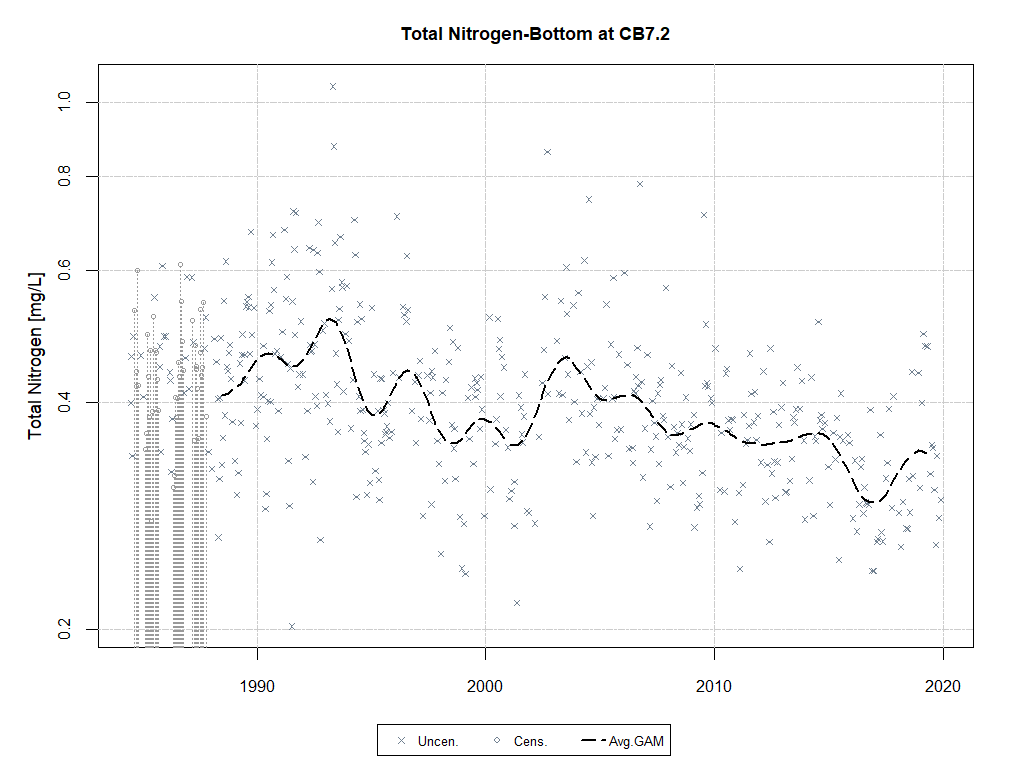 Total Nitrogen-Bottom at CB7.2
Total Nitrogen [mg/L]
1.0
0.8
0.6
0.4
0.2
1990
2000
2010
2020
Uncen.
Cens.
Avg.GAM